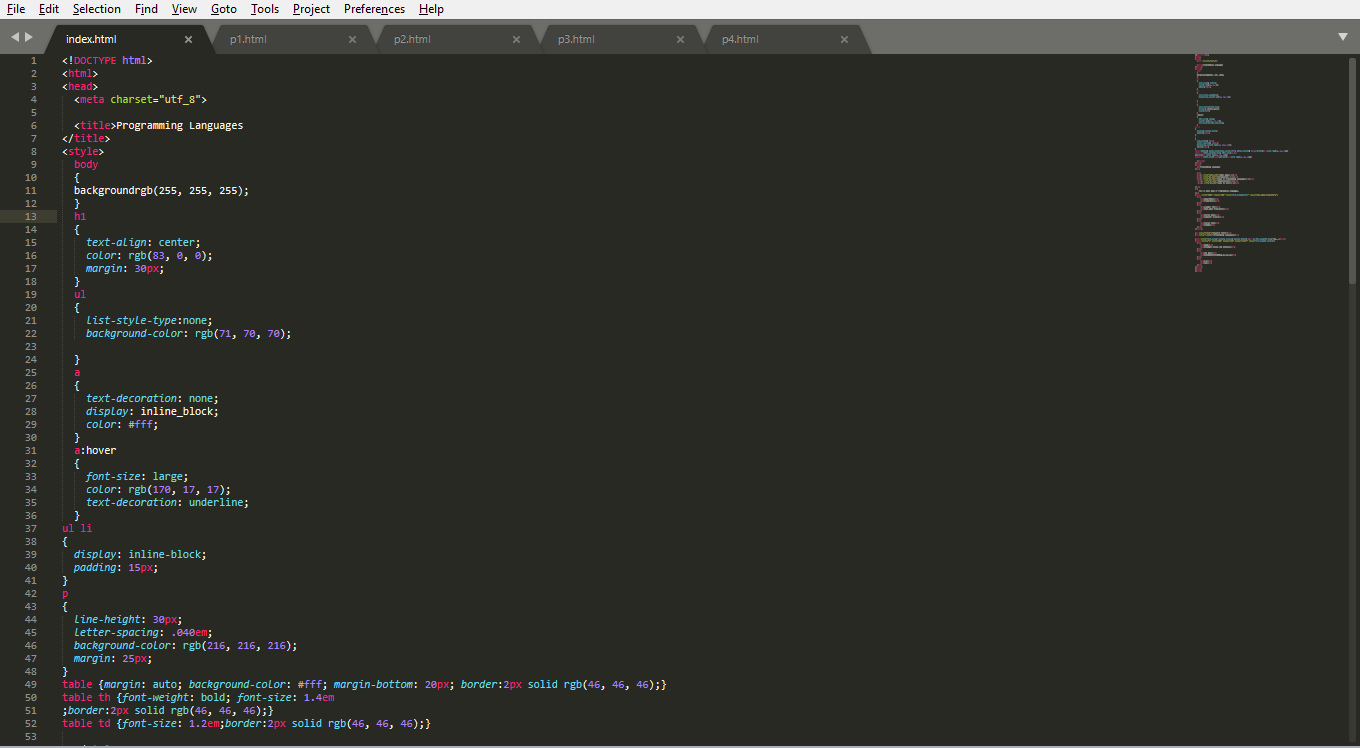 File Edit Selection Find View Goto Tools Project Preferences Help
index.html p1.html p2.html p3.html p4.html
1 <!DOCTYPE html>
2 <html>
3 <head>
4 <meta charset="utf_8">
5
6 <title>Programming Languages
7 </title>
8 <style>
9 body
10 {
11 backgroundrgb(255, 255, 255);
12 }
13 h1
14 {
15 text-align: center;
16 color: rgb(83, 0, 0);
17 margin: 30px;
18 }
19 ul
20 {
21 list-style-type:none;
22 background-color: rgb(71, 70, 70);
23
24 }
25 a
26 {
27 text-decoration: none;
28 display: inline_block;
29 color: #fff;
30 }
31 a:hover
32 {
33 font-size: large;
34 color: rgb(170, 17, 17);
35 text-decoration: underline;
36 }
37 ul li
38 {
39 display: inline-block;
40 padding: 15px;
41 }
42 p
43 {
44 line-height: 30px;
45 letter-spacing: .040em;
46 background-color: rgb(216, 216, 216);
47 margin: 25px;
48 }
49 table {margin: auto; background-color: #fff; margin-bottom: 20px; border:2px solid rgb(46, 46, 46);}
50 table th {font-weight: bold; font-size: 1.4em
51 ;border:2px solid rgb(46, 46, 46);}
52 table td {font-size: 1.2em;border:2px solid rgb(46, 46, 46);}
53